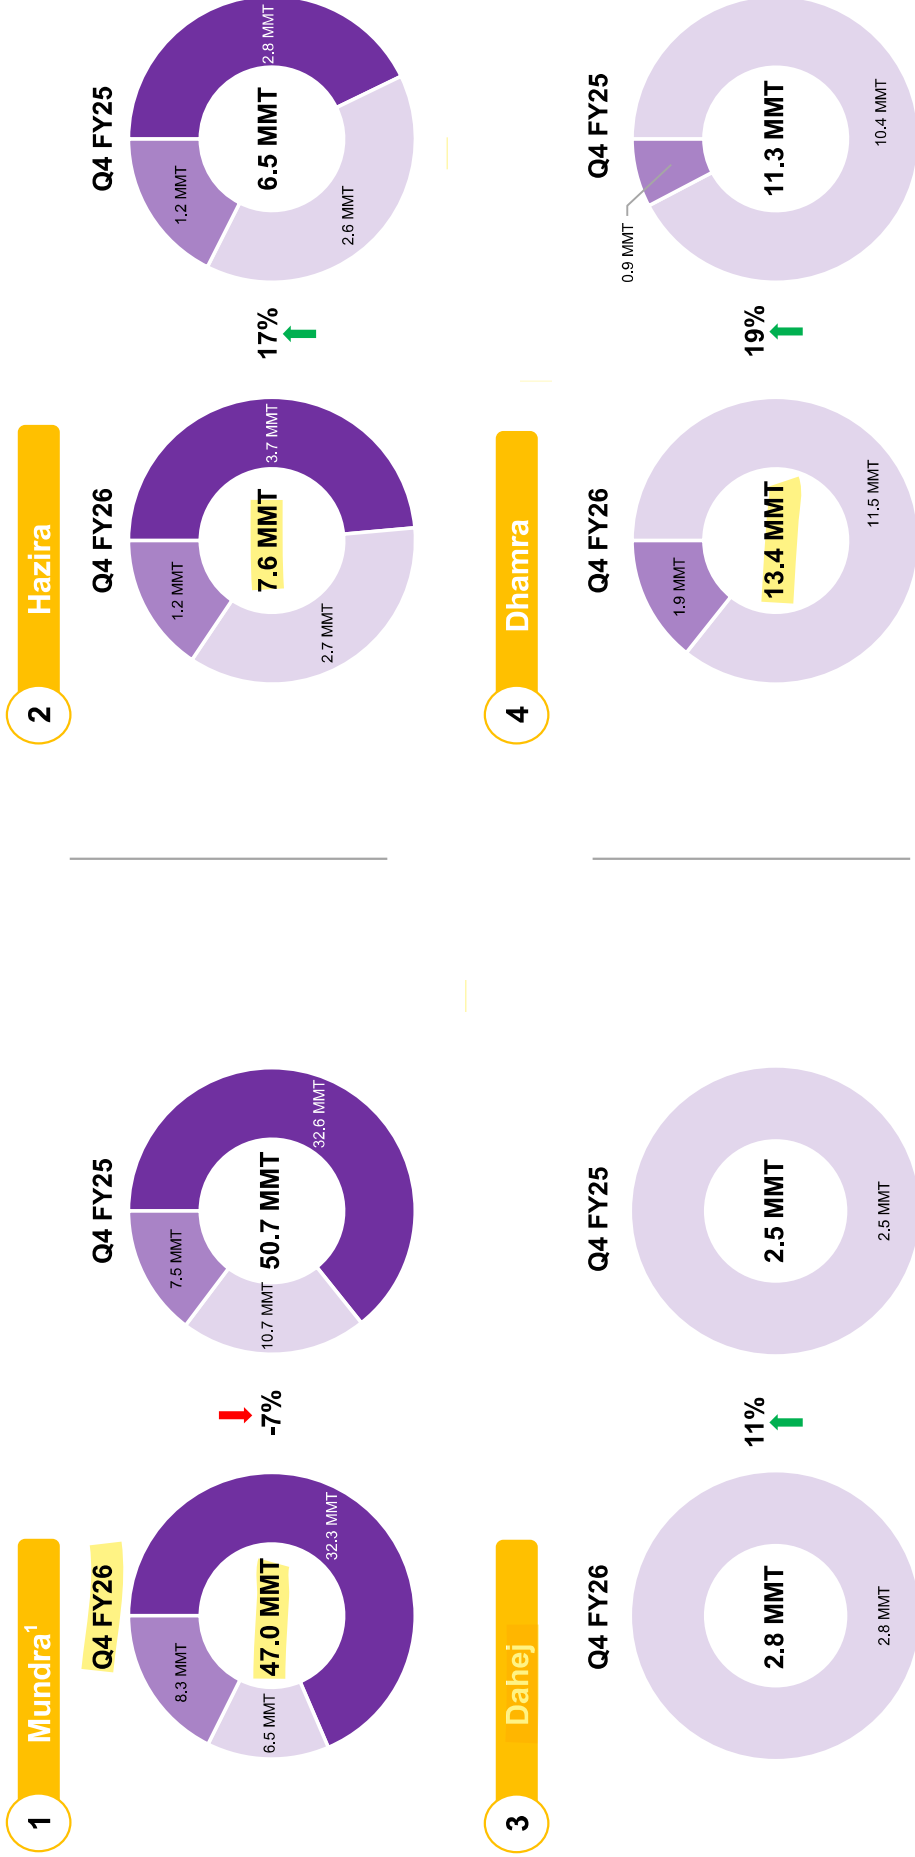 1
Mundra¹
Q4 FY26
8.3 MMT
6.5 MMT
47.0 MMT
32.3 MMT
-7%
Q4 FY25
7.5 MMT
10.7 MMT
50.7 MMT
32.6 MMT
2
Hazira
Q4 FY26
1.2 MMT
7.6 MMT
3.7 MMT
2.7 MMT
17%
Q4 FY25
1.2 MMT
6.5 MMT
2.8 MMT
2.6 MMT
3
Dahej
Q4 FY26
2.8 MMT
2.8 MMT
11%
Q4 FY25
2.5 MMT
2.5 MMT
4
Dhamra
Q4 FY26
1.9 MMT
13.4 MMT
11.5 MMT
19%
Q4 FY25
0.9 MMT
11.3 MMT
10.4 MMT